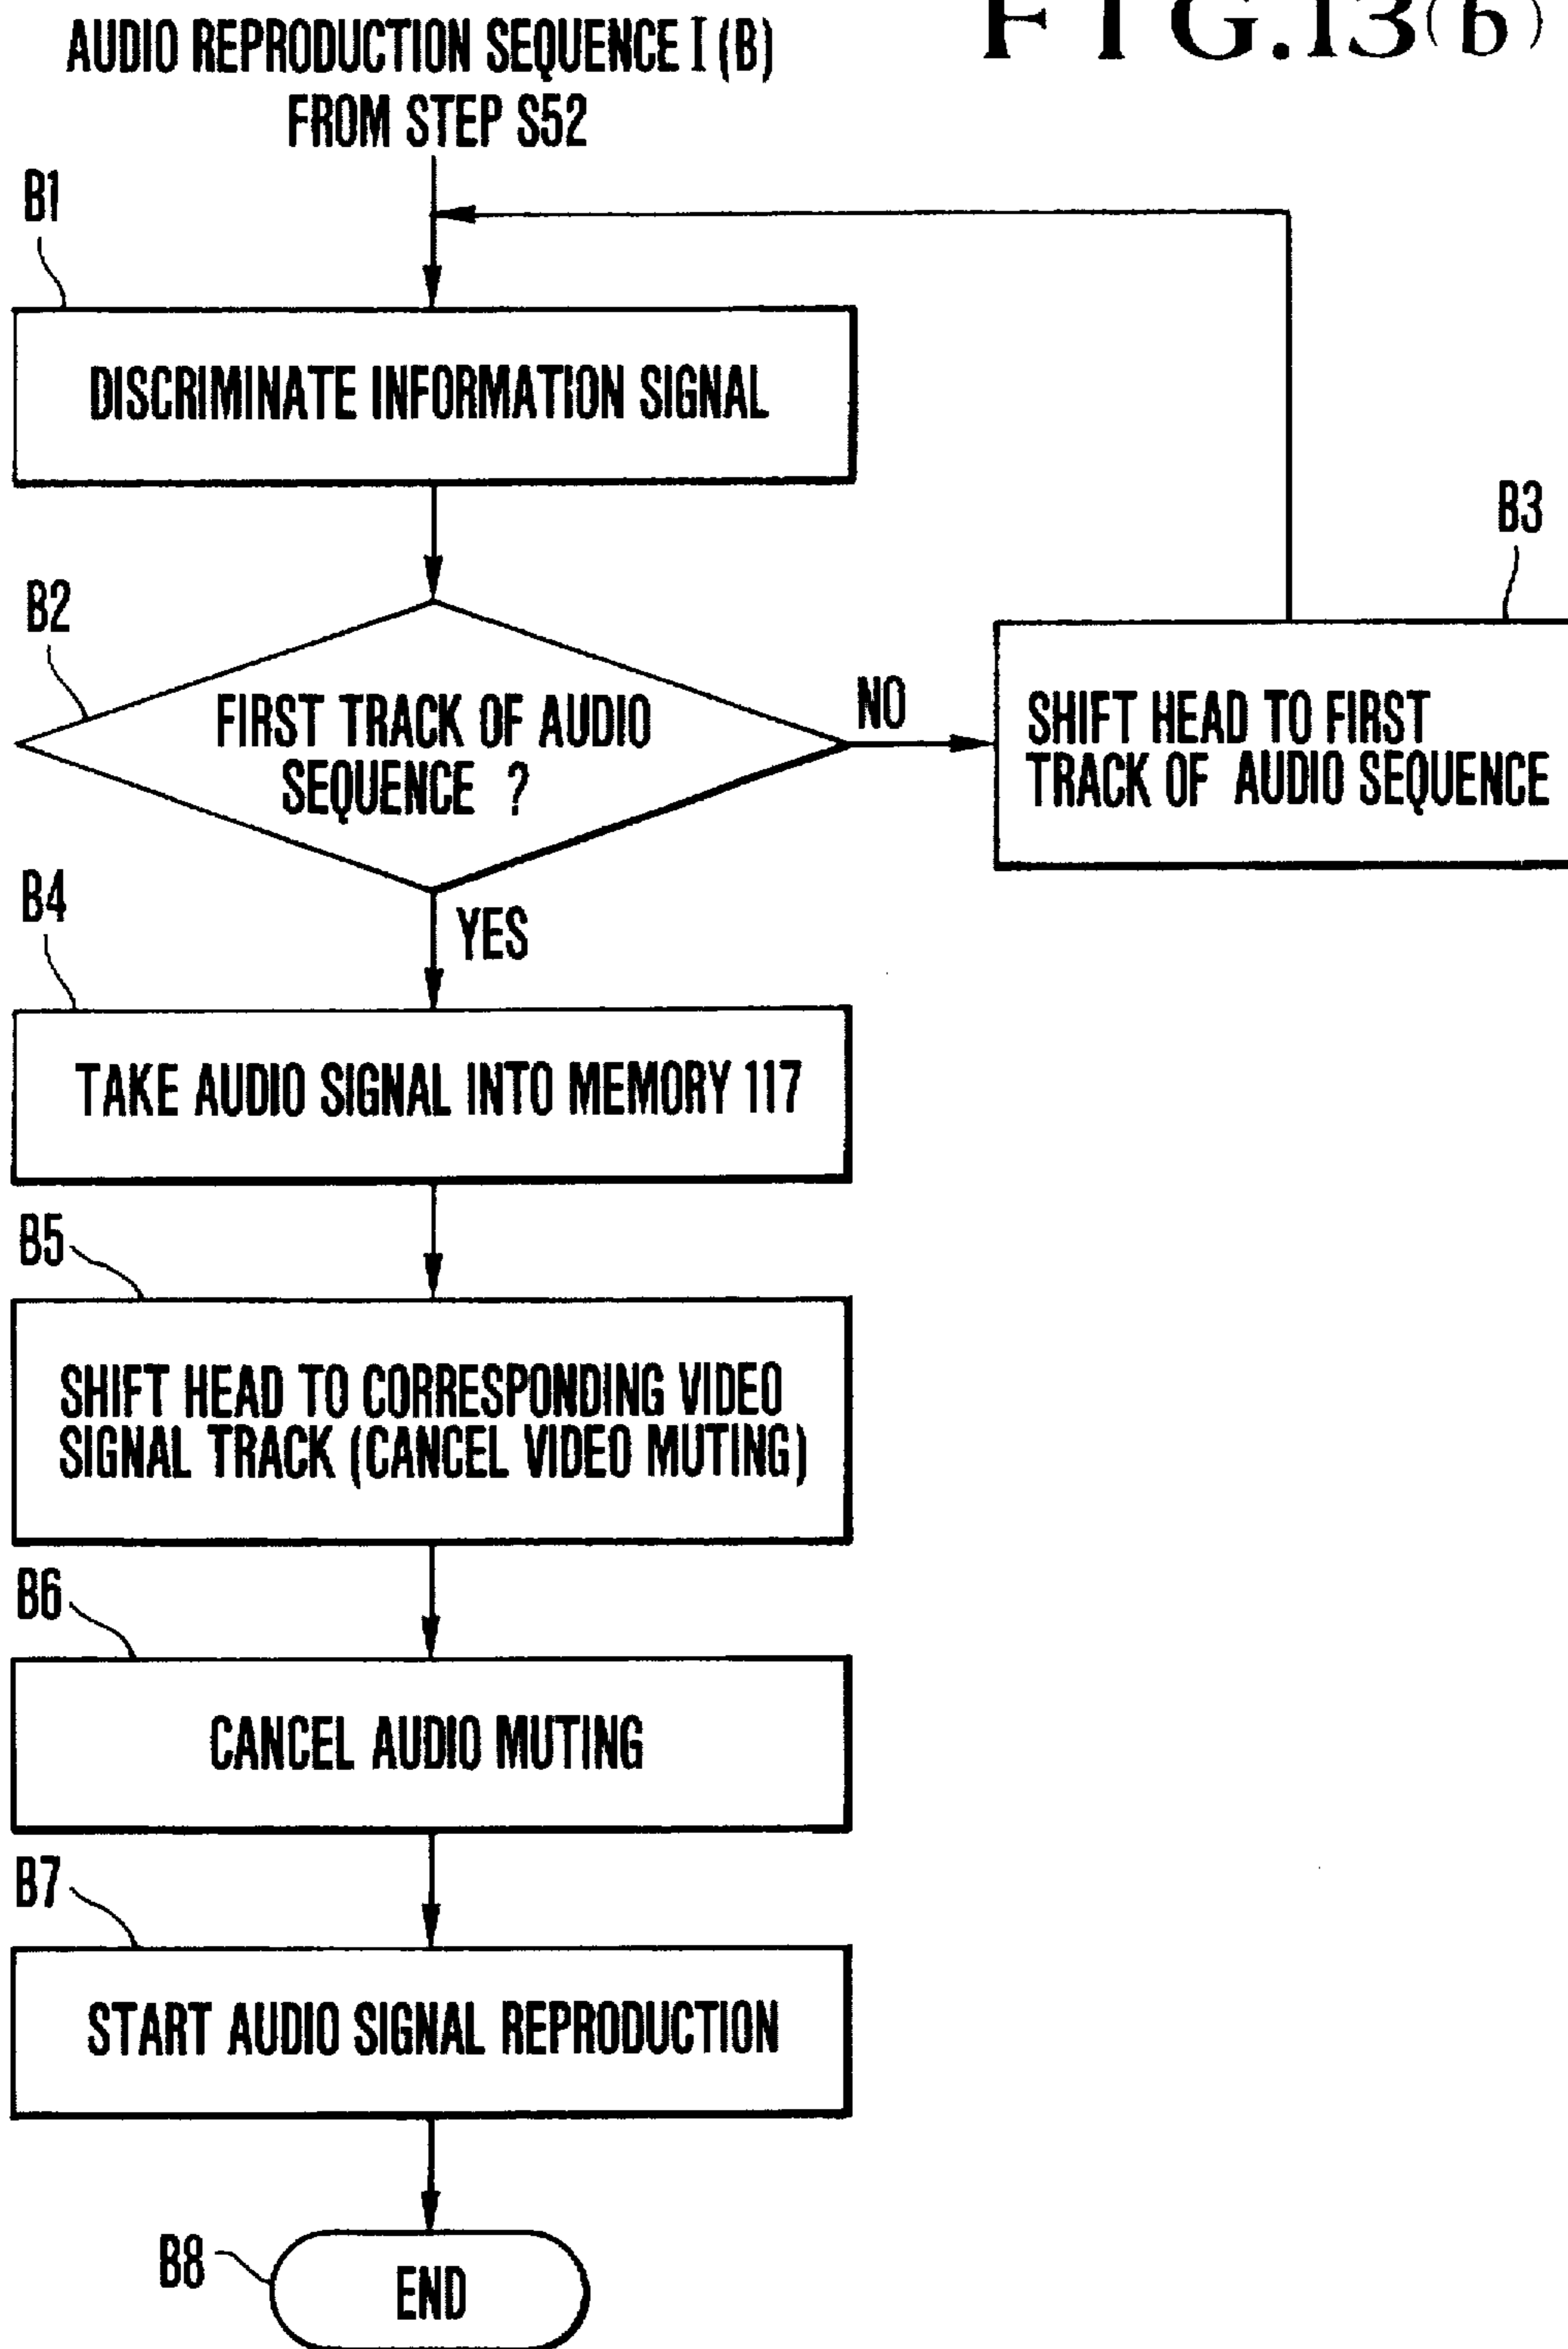 FIG.13(b)
AUDIO REPRODUCTION SEQUENCE I (B)
FROM STEP S52
B1
DISCRIMINATE INFORMATION SIGNAL
B2
FIRST TRACK OF AUDIO
SEQUENCE ?
NO
B3
SHIFT HEAD TO FIRST
TRACK OF AUDIO SEQUENCE
YES
B4
TAKE AUDIO SIGNAL INTO MEMORY 117
B5
SHIFT HEAD TO CORRESPONDING VIDEO
SIGNAL TRACK (CANCEL VIDEO MUTING)
B6
CANCEL AUDIO MUTING
B7
START AUDIO SIGNAL REPRODUCTION
B8
END